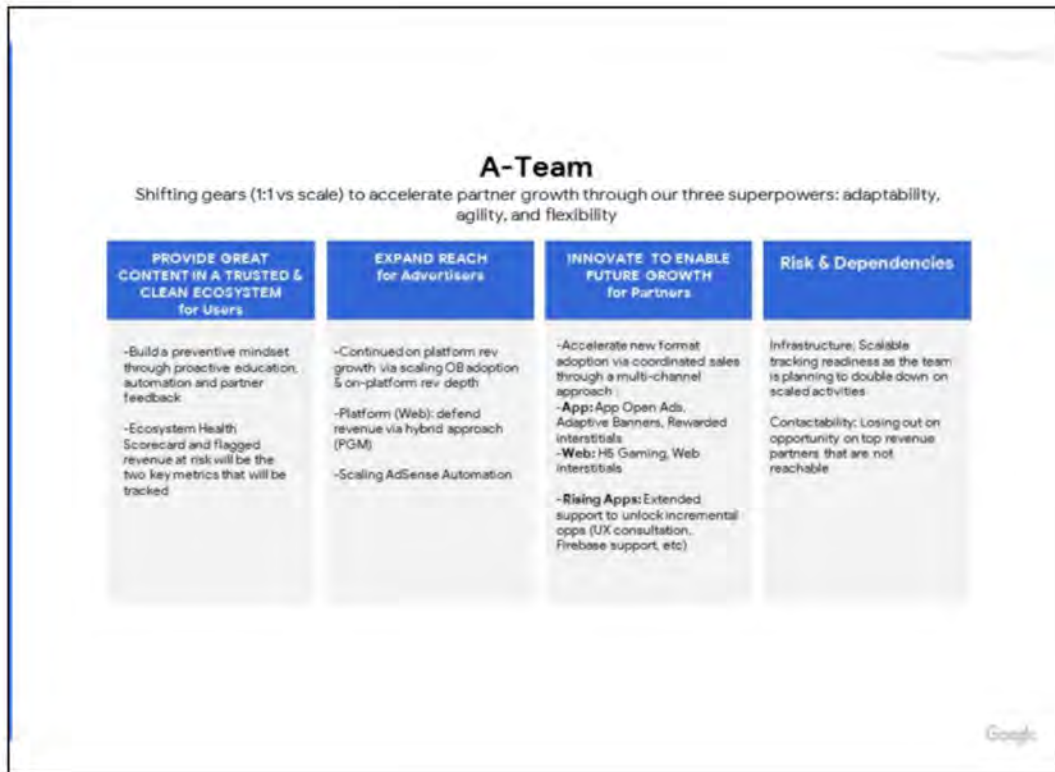 A-Team
Shifting gears (1:1 vs scale) to accelerate partner growth through our three superpowers: adaptability,
agility, and flexibility
PROVIDE GREAT
CONTENT IN A TRUSTED &
CLEAN ECOSYSTEM
for Users
-Build a preventive mindset
through proactive education,
automation and partner
feedback
-Ecosystem Health
Scorecard and flagged
revenue at risk will be the
two key metrics that will be
tracked
EXPAND REACH
for Advertisers
-Continued on platform rev
growth via scaling OB adoption
& on-platform rev depth
-Platform (Web): defend
revenue via hybrid approach
(PGM)
-Scaling AdSense Automation
INNOVATE TO ENABLE
FUTURE GROWTH
for Partners
-Accelerate new format
adoption via coordinated sales
through a multi-channel
approach
-App: App Open Ads,
Adaptive Banners, Rewarded
interstitials
-Web: H5 Gaming, Web
Interstitials
-Rising Apps: Extended
support to unlock incremental
opps (UX consultation,
Firebase support, etc)
Risk & Dependencies
Infrastructure: Scalable
tracking readiness as the team
is planning to double down on
scaled activities
Contactability: Losing out on
opportunity on top revenue
partners that are not
reachable
Google